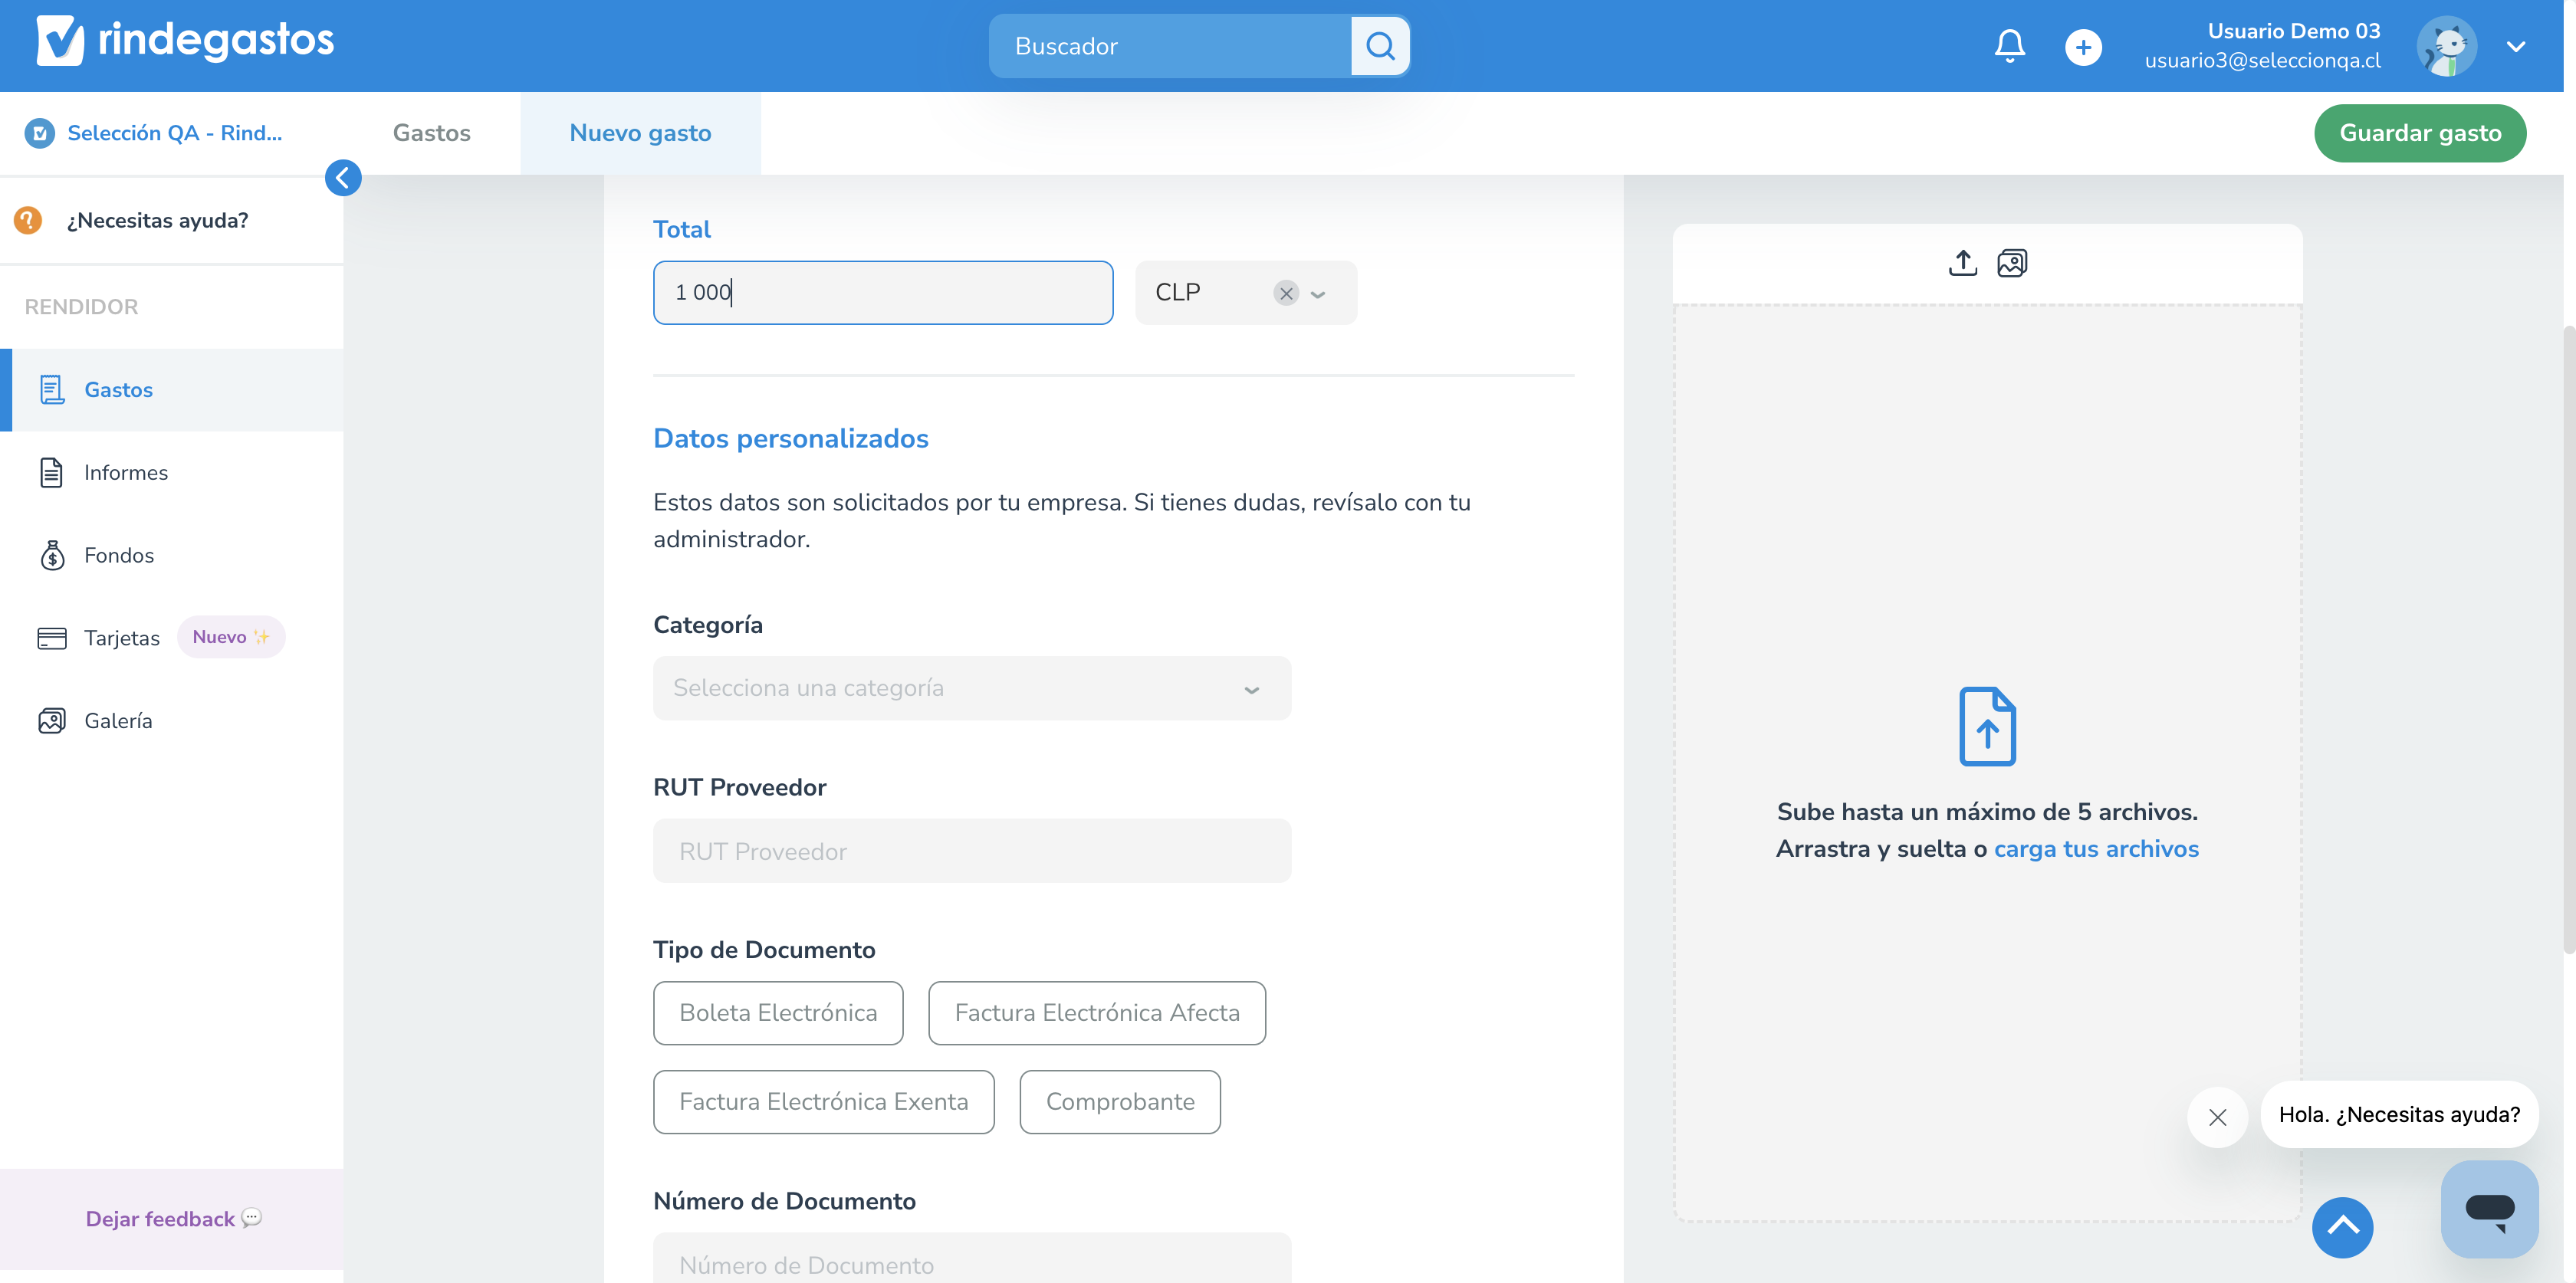 rindegastos
Buscador
Usuario Demo 03
usuario3@seleccionqa.cl
Selección QA - Rind...
Gastos
Nuevo gasto
Guardar gasto
¿Necesitas ayuda?
RENDIDOR
Gastos
Informes
Fondos
Tarjetas
Nuevo ✨
Galería
Dejar feedback 💬
Total
1 000
CLP
Datos personalizados
Estos datos son solicitados por tu empresa. Si tienes dudas, revísalo con tu
administrador.
Categoría
Selecciona una categoría
RUT Proveedor
RUT Proveedor
Tipo de Documento
Boleta Electrónica
Factura Electrónica Afecta
Factura Electrónica Exenta
Comprobante
Número de Documento
Número de Documento
Sube hasta un máximo de 5 archivos.
Arrastra y suelta o carga tus archivos
Hola. ¿Necesitas ayuda?